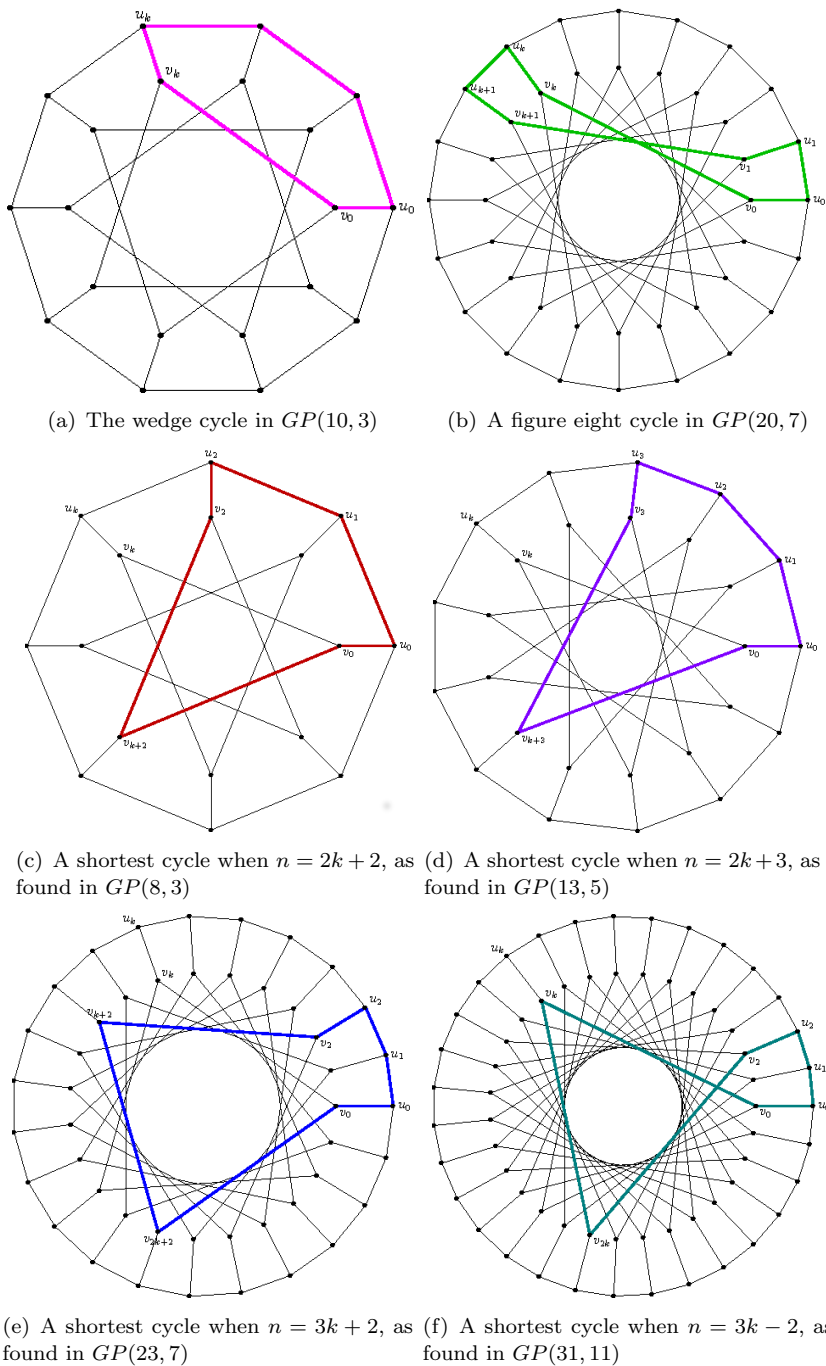 u_k
v_k
v_0
u_0
u_k
v_k
u_{k+1}
v_{k+1}
u_1
v_1
v_0
u_0
(a) The wedge cycle in GP(10, 3)
(b) A figure eight cycle in GP(20, 7)
u_2
u_k
v_2
u_1
v_k
v_0
u_0
v_{k+2}
u_3
u_2
u_k
v_3
v_k
u_1
v_0
u_0
v_{k+3}
(c) A shortest cycle when n = 2k + 2, as
found in GP(8, 3)
(d) A shortest cycle when n = 2k + 3, as
found in GP(13, 5)
u_k
v_k
v_{k+2}
u_2
v_2
u_1
v_0
u_0
v_{2k+2}
u_k
v_k
u_2
v_2
u_1
v_0
u
v_{2k}
(e) A shortest cycle when n = 3k + 2, as
found in GP(23, 7)
(f) A shortest cycle when n = 3k − 2, as
found in GP(31, 11)